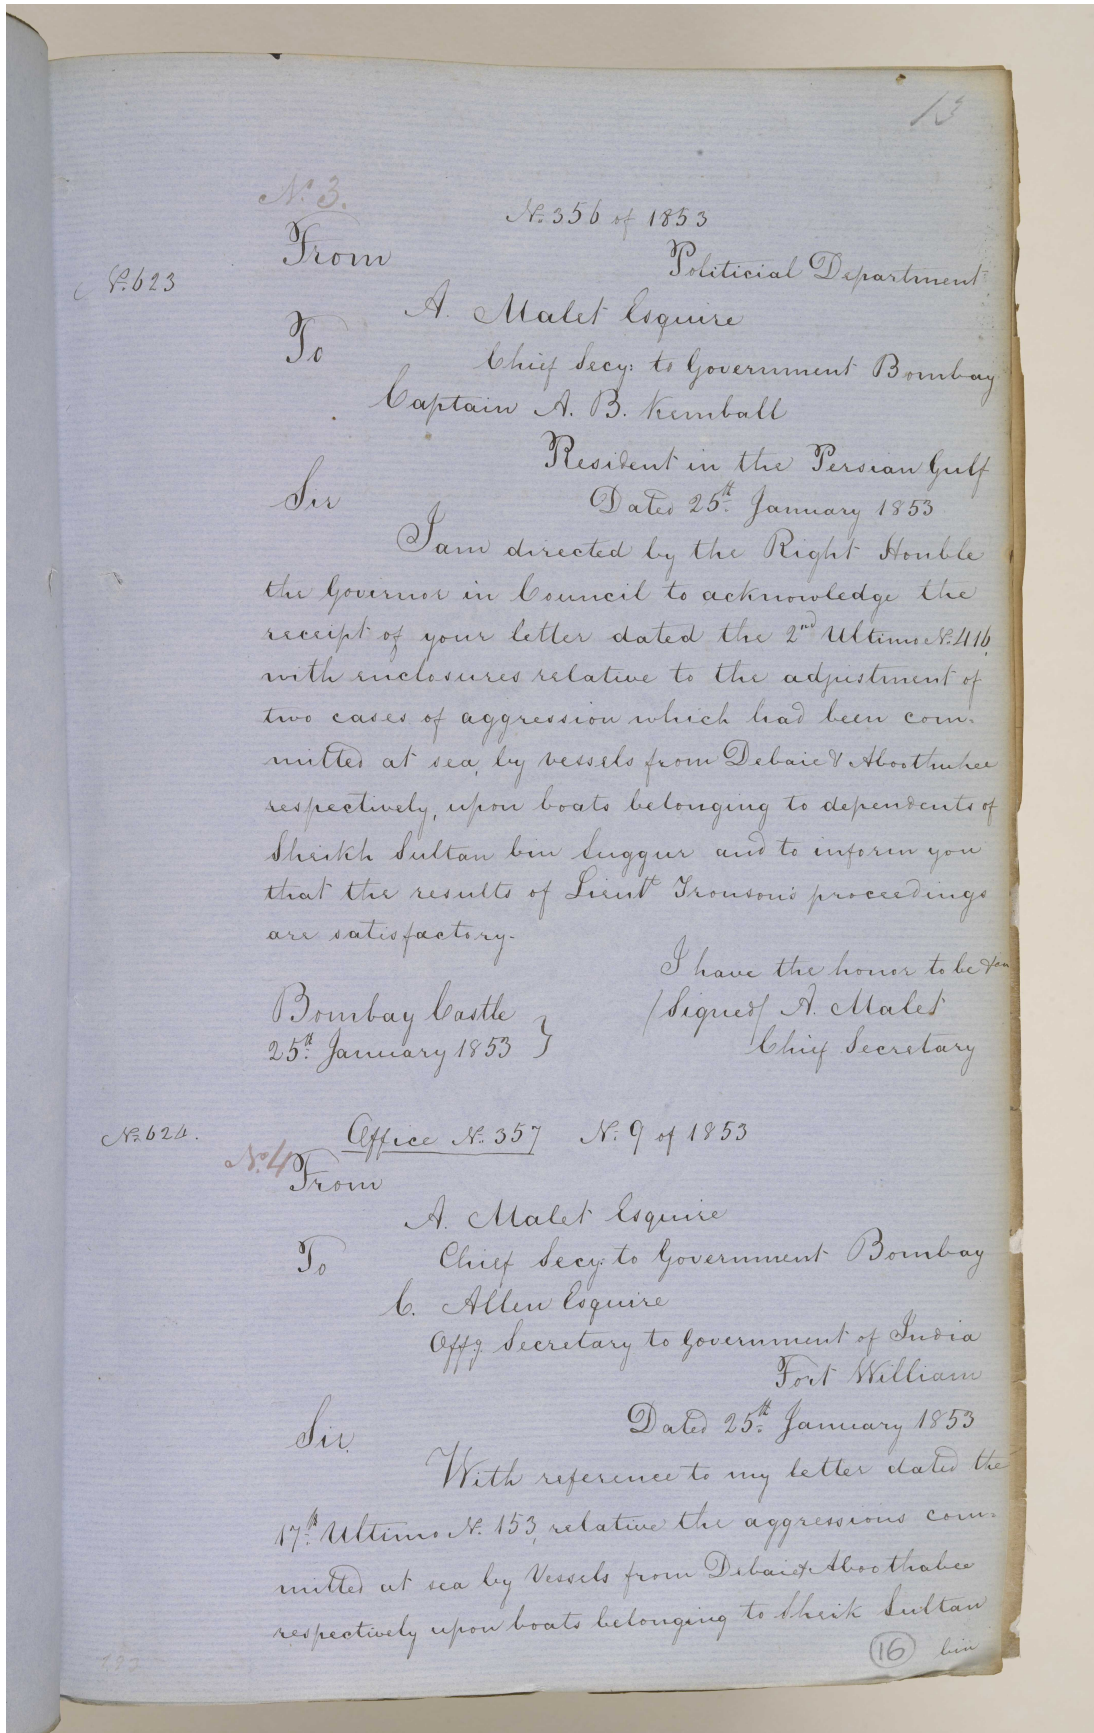 13
No. 3.
No. 356 of 1853
From
Politicial Department
No. 623
A. Malet Esquire
To
Chief Secy: to Government Bombay
Captain A. B. Kemball
Resident in the Persian Gulf
Sir
Dated 25th January 1853
I am directed by the Right Honble
the Governor in Council to acknowledge the
receipt of your letter dated the 2nd Ultimo No. 416,
with enclosures relative to the adjustment of
two cases of aggression which had been com-
mitted at sea, by vessels from Debaie & Aboothubee
respectively, upon boats belonging to dependents of
Sheikh Sultan bin Suggur and to inform you
that the results of Lieutt Tronson's proceedings
are satisfactory.
I have the honor to be &ca
Bombay Castle
(Signed) A. Malet
25th January 1853 }
Chief Secretary
No. 624.
Office No. 357 No. 9 of 1853
No. 4
From
A. Malet Esquire
To
Chief Secy: to Government Bombay
C. Allen Esquire
Offg Secretary to Government of India
Fort William
Dated 25th January 1853
Sir,
With reference to my letter dated the
17th Ultimo No. 153, relative the aggressions com-
mitted at sea by Vessels from Debaie & Aboothabee
respectively upon boats belonging to Sheik Sultan
16
bin